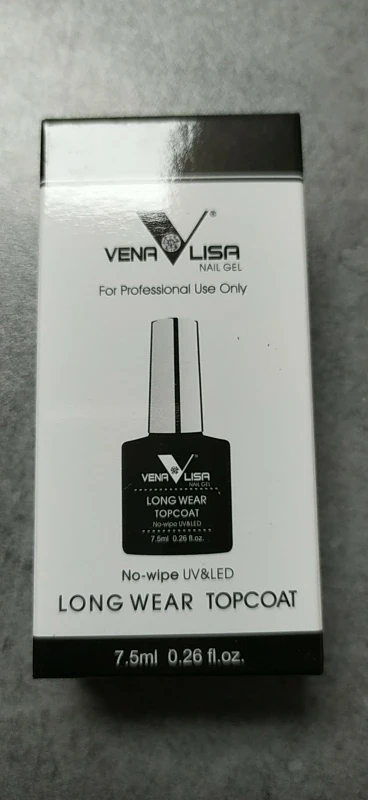 VENA LISA®
NAIL GEL
For Professional Use Only
VENA LISA®
NAIL GEL
LONG WEAR
TOPCOAT
No-wipe UV&LED
7.5ml 0.26 fl.oz.
No-wipe UV&LED
LONG WEAR TOPCOAT
7.5ml 0.26 fl.oz.